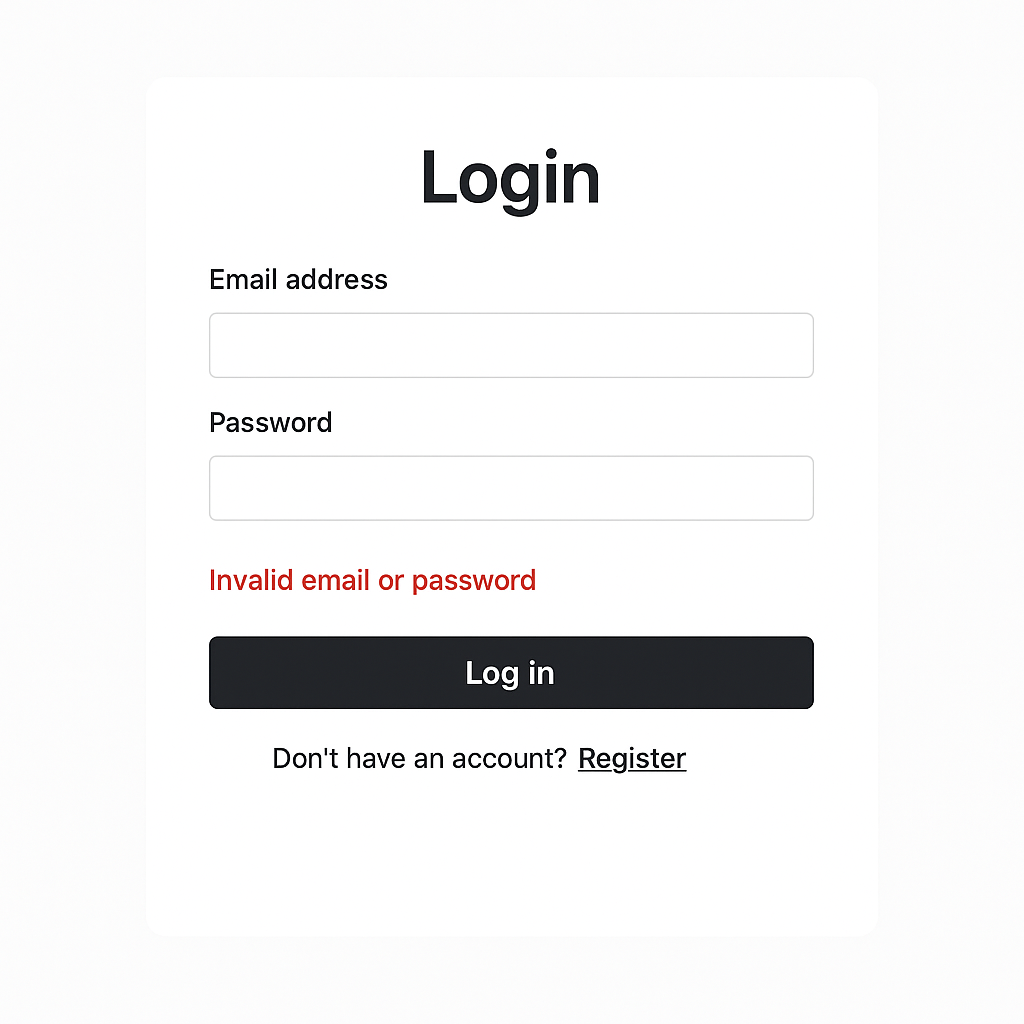 Login
Email address
Password
Invalid email or password
Log in
Don't have an account? Register